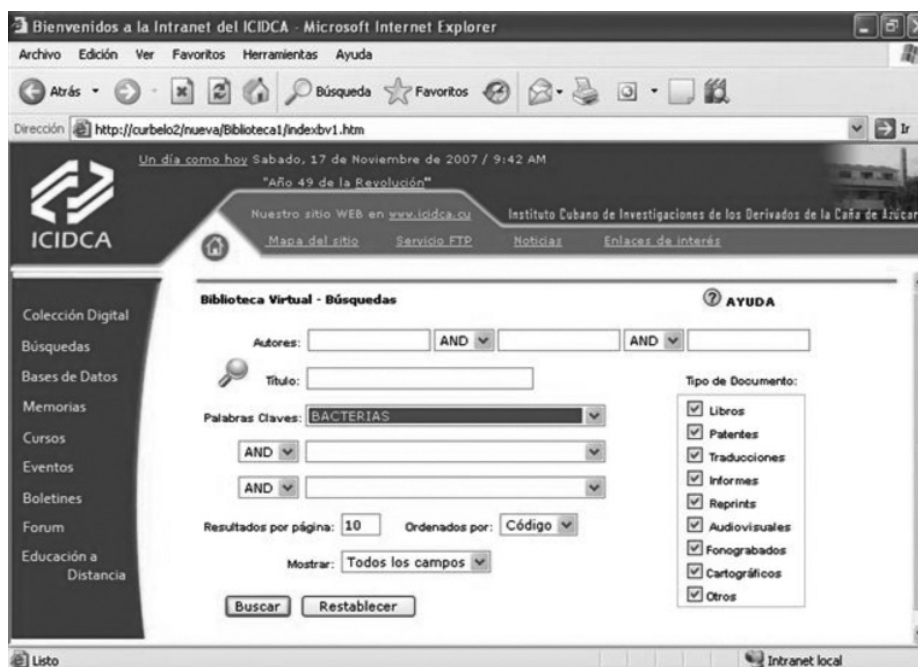 Bienvenidos a la Intranet del ICIDCA - Microsoft Internet Explorer
Archivo Edición Ver Favoritos Herramientas Ayuda
Atrás Búsqueda Favoritos
Dirección http://curbelo2/nueva/Biblioteca1/indexbv1.htm Ir
Un día como hoy Sabado, 17 de Noviembre de 2007 / 9:42 AM
"Año 49 de la Revolución"
Nuestro sitio WEB en www.icidca.cu Instituto Cubano de Investigaciones de los Derivados de la Caña de Azúcar
ICIDCA
Mapa del sitio Servicio FTP Noticias Enlaces de interés
Colección Digital
Búsquedas
Bases de Datos
Memorias
Cursos
Eventos
Boletines
Forum
Educación a
Distancia
Biblioteca Virtual - Búsquedas ? AYUDA
Autores: AND AND
Título:
Palabras Claves: BACTERIAS
AND
AND
Resultados por página: 10 Ordenados por: Código
Mostrar: Todos los campos
Buscar Restablecer
Tipo de Documento:
Libros
Patentes
Traducciones
Informes
Reprints
Audiovisuales
Fonograbados
Cartográficos
Otros
Listo Intranet local